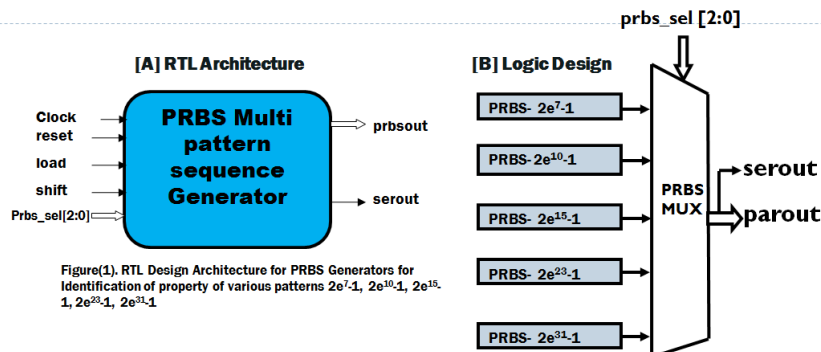 prbs_sel [2:0]
[A] RTL Architecture
[B] Logic Design
Clock
reset
load
shift
Prbs_sel[2:0]
PRBS Multi
pattern
sequence
Generator
prbsout
serout
Figure(1). RTL Design Architecture for PRBS Generators for
Identification of property of various patterns 2e⁷-1, 2e¹⁰-1, 2e¹⁵-
1, 2e²³-1, 2e³¹-1
PRBS- 2e⁷-1
PRBS- 2e¹⁰-1
PRBS- 2e¹⁵-1
PRBS- 2e²³-1
PRBS- 2e³¹-1
PRBS
MUX
serout
parout